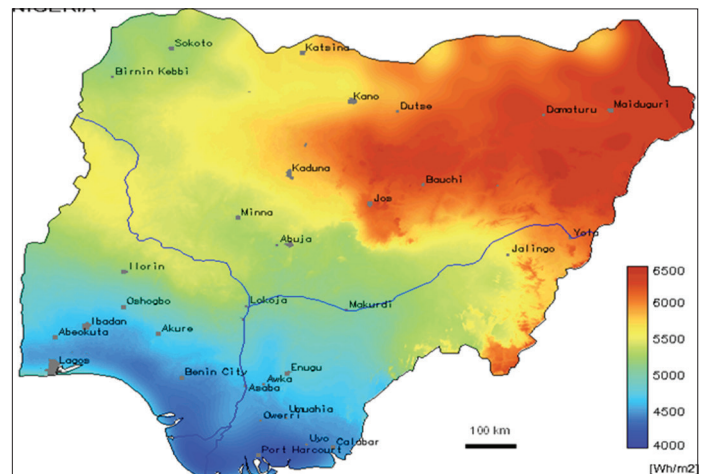 NIGERIA
Sokoto
Katsina
Birnin Kebbi
Kano
Dutse
Damaturu
Maiduguri
Kaduna
Bauchi
Jos
Minna
Abuja
Yola
Jalingo
Ilorin
Oshogbo
Lokoja
Makurdi
Ibadan
Abeokuta
Akure
Lagos
Benin City
Enugu
Awka
Asaba
Umuahia
Owerri
Uyo
Calabar
Port Harcourt
100 km
6500
6000
5500
5000
4500
4000
[Wh/m2]